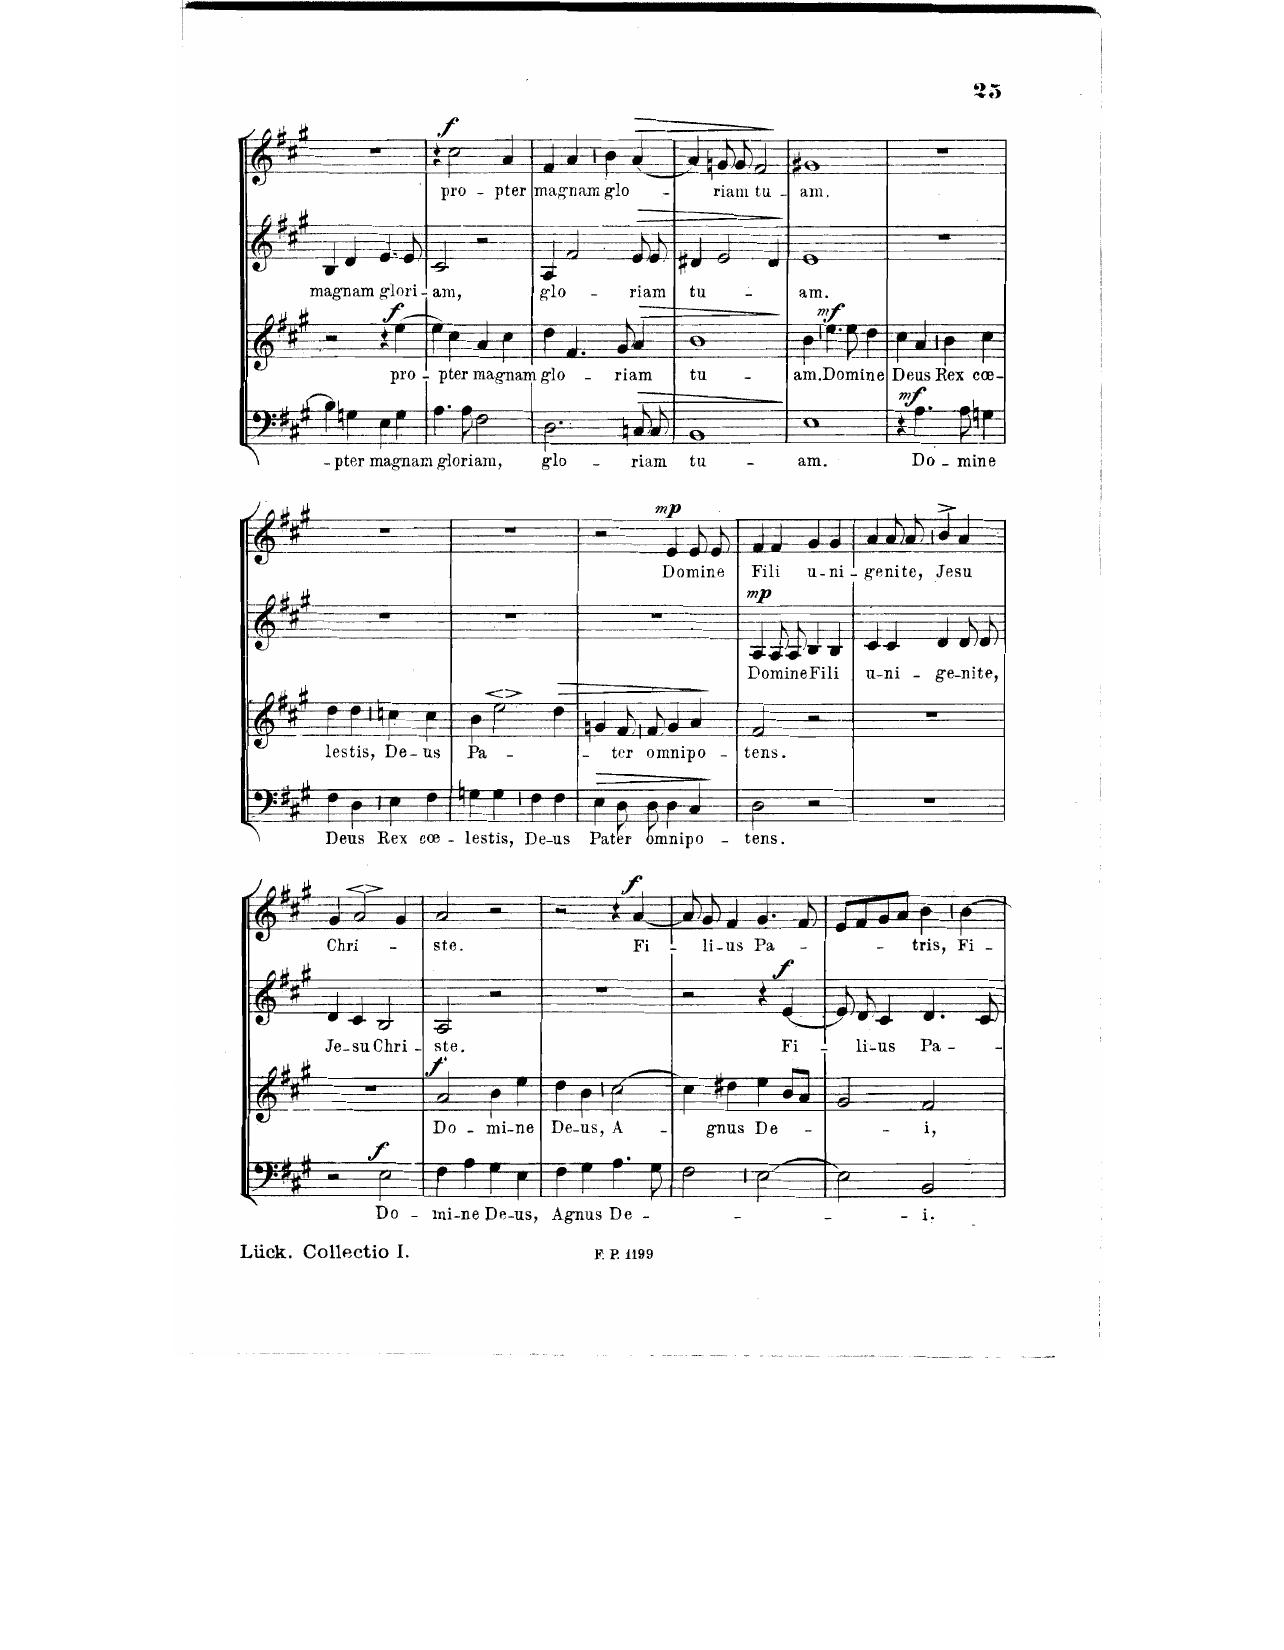 25
f
pro - pter magnam glo - riam tu - am.
magnam glori - am, glo - riam tu - am.
f mf
pro - pter magnam glo - riam tu - am. Domine Deus Rex cœ-
mf
- pter magnam gloriam, glo - riam tu - am. Do - mine
mp
Domine Fili u - ni - genite, Jesu
mp
Domine Fili u - ni - ge - nite,
lestis, De - us Pa - - ter omnipo - tens.
Deus Rex cœ - lestis, De - us Pater omnipo - tens.
f
Chri - ste. Fi - li - us Pa - - tris, Fi -
f
Je - su Chri - ste. Fi - li - us Pa - -
f
Do - mi - ne De - us, A - gnus De - - i,
f
Do - mi - ne De - us, Agnus De - - - i.
Lück. Collectio I.
F. P. 1199